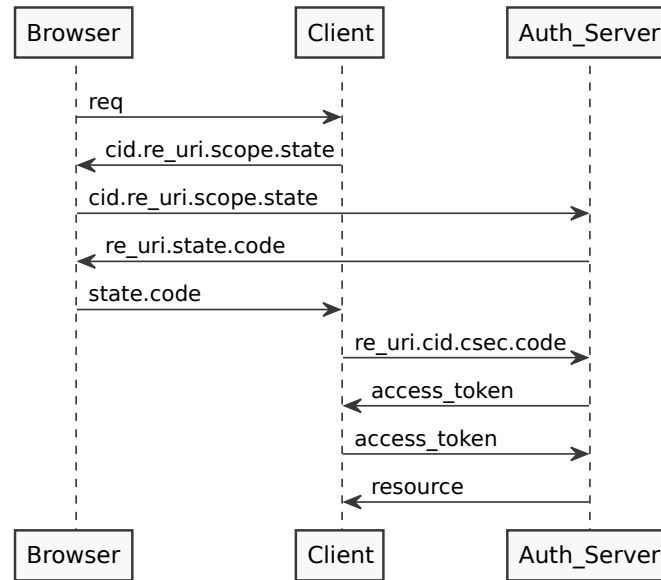 Browser Client Auth_Server
req
cid.re_uri.scope.state
cid.re_uri.scope.state
re_uri.state.code
state.code
re_uri.cid.csec.code
access_token
access_token
resource
Browser Client Auth_Server